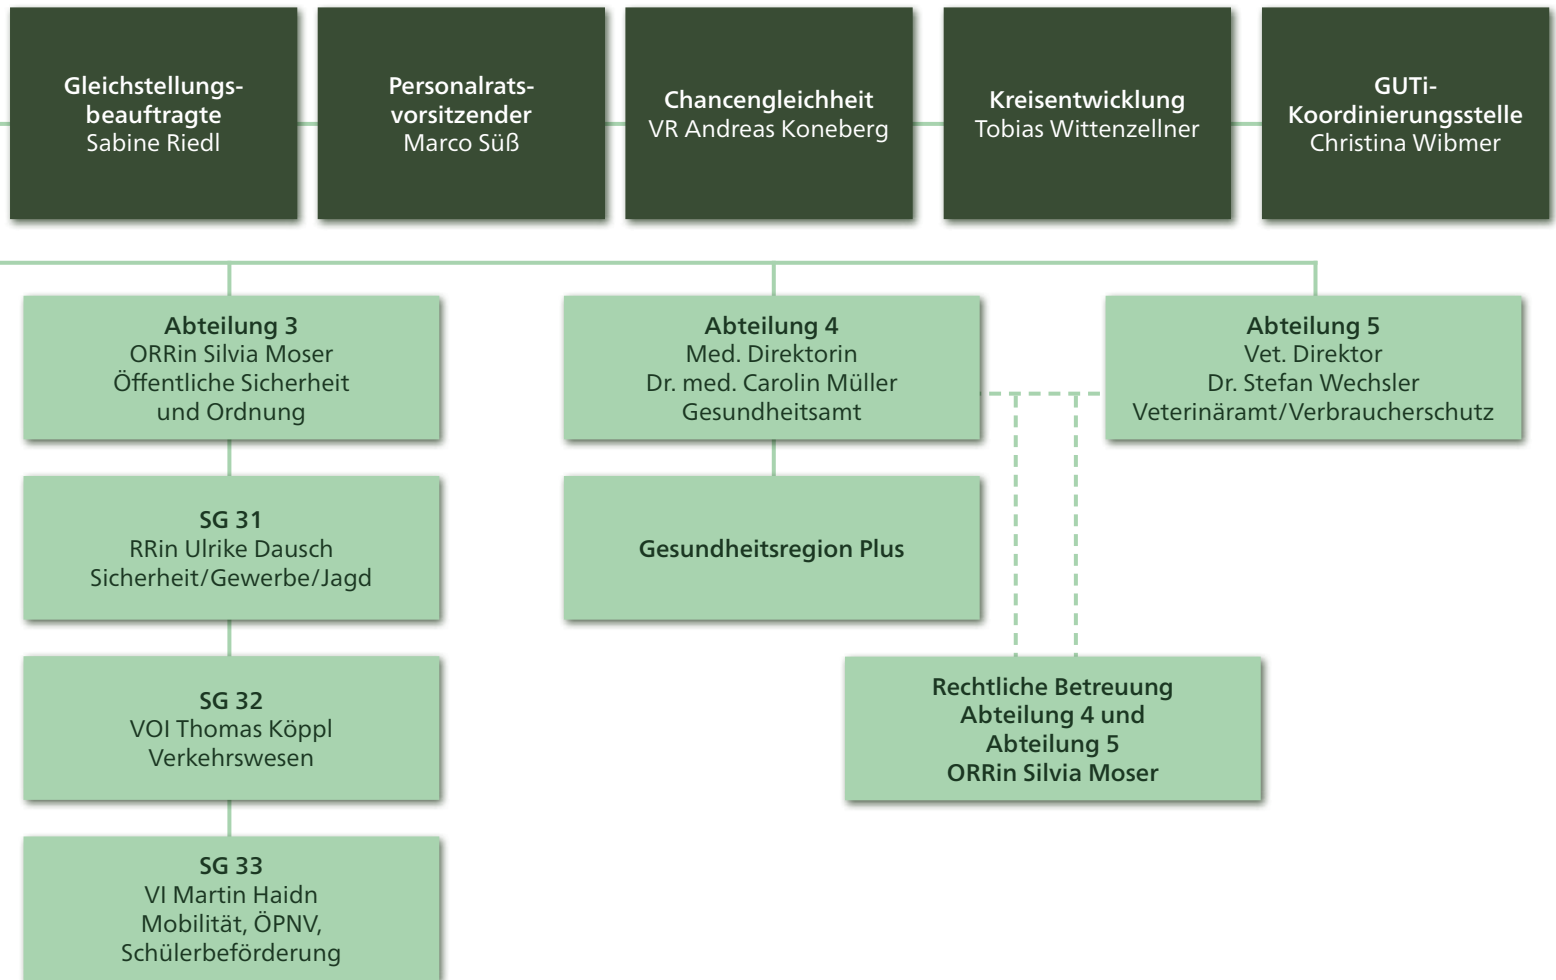 Gleichstellungs-
beauftragte
Sabine Riedl
Personalrats-
vorsitzender
Marco Süß
Chancengleichheit
VR Andreas Koneberg
Kreisentwicklung
Tobias Wittenzellner
GUTi-
Koordinierungsstelle
Christina Wibmer
Abteilung 3
ORRin Silvia Moser
Öffentliche Sicherheit
und Ordnung
Abteilung 4
Med. Direktorin
Dr. med. Carolin Müller
Gesundheitsamt
Abteilung 5
Vet. Direktor
Dr. Stefan Wechsler
Veterinäramt/Verbraucherschutz
SG 31
RRin Ulrike Dausch
Sicherheit/Gewerbe/Jagd
Gesundheitsregion Plus
SG 32
VOI Thomas Köppl
Verkehrswesen
Rechtliche Betreuung
Abteilung 4 und
Abteilung 5
ORRin Silvia Moser
SG 33
VI Martin Haidn
Mobilität, ÖPNV,
Schülerbeförderung